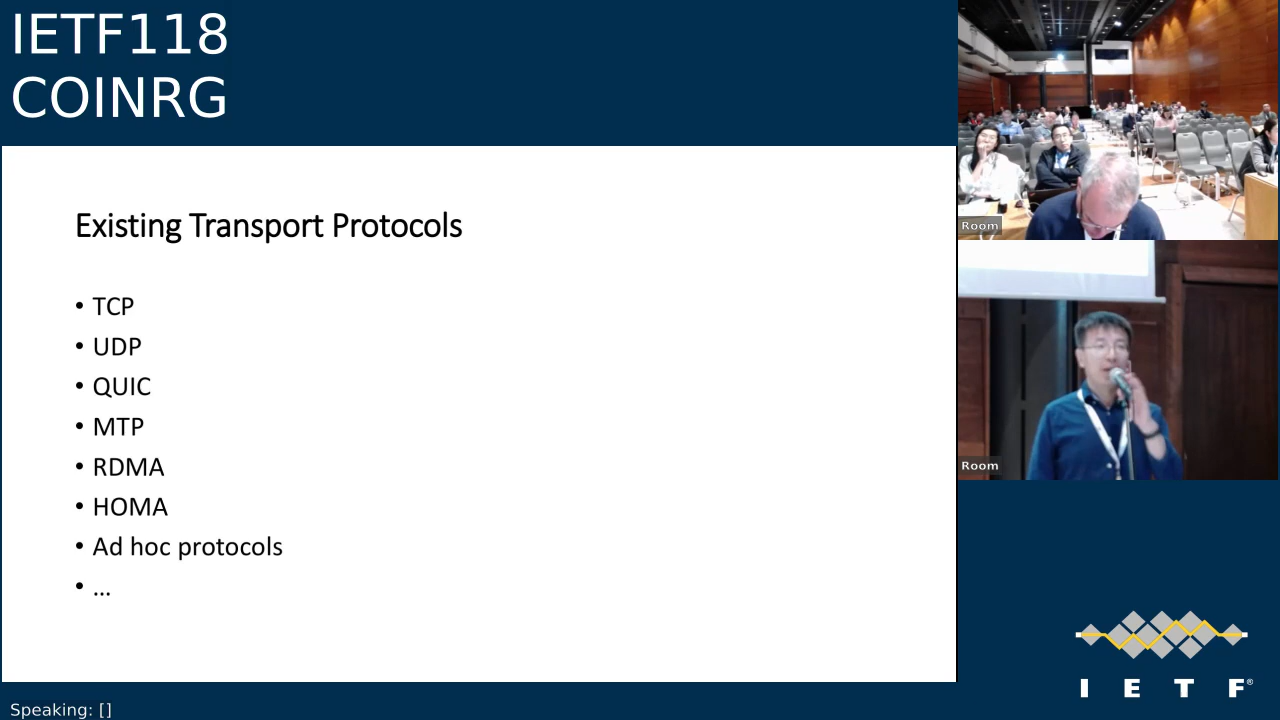 IETF118
COINRG
Existing Transport Protocols
• TCP
• UDP
• QUIC
• MTP
• RDMA
• HOMA
• Ad hoc protocols
• ...
Room
Room
I E T F®
Speaking: []